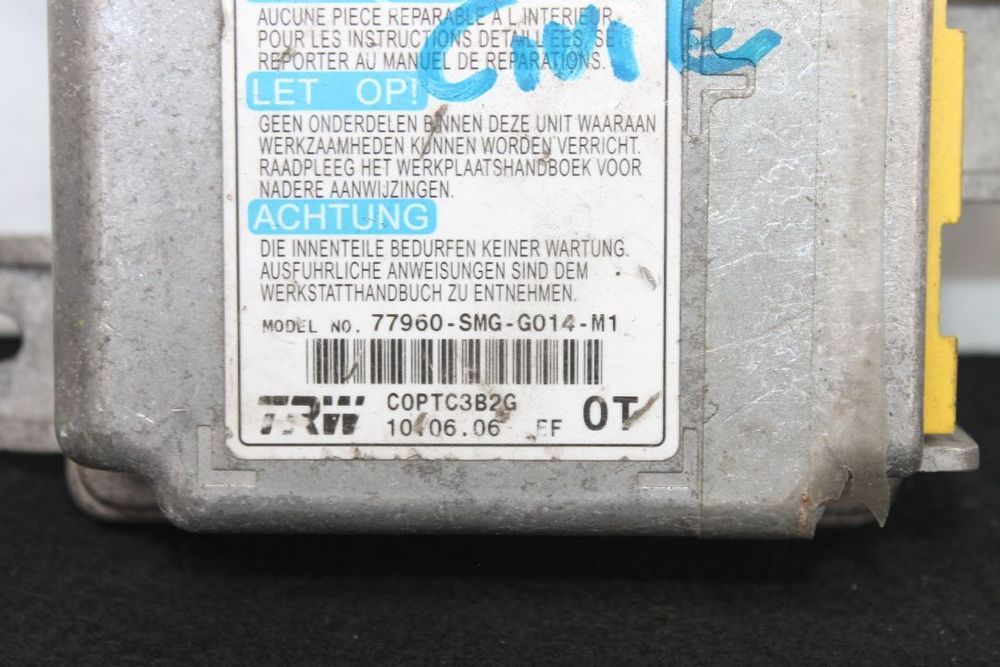 AUCUNE PIECE REPARABLE A L,INTERIEUR
POUR LES INSTRUCTIONS DETAILLEES, SE
REPORTER AU MANUEL DE REPARATIONS.
LET OP!
GEEN ONDERDELEN BINNEN DEZE UNIT WAARAAN
WERKZAAMHEDEN KUNNEN WORDEN VERRICHT.
RAADPLEEG HET WERKPLAATSHANDBOEK VOOR
NADERE AANWIJZINGEN.
ACHTUNG
DIE INNENTEILE BEDURFEN KEINER WARTUNG.
AUSFUHRLICHE ANWEISUNGEN SIND DEM
WERKSTATTHANDBUCH ZU ENTNEHMEN.
MODEL NO. 77960-SMG-G014-M1
TRW C0PTC3B2G
10.06.06 EF 0T